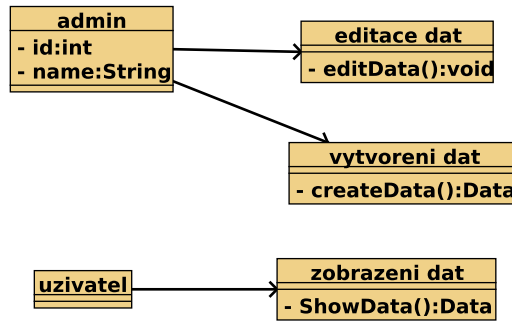 admin
- id:int
- name:String
editace dat
- editData():void
vytvoreni dat
- createData():Data
uzivatel
zobrazeni dat
- ShowData():Data